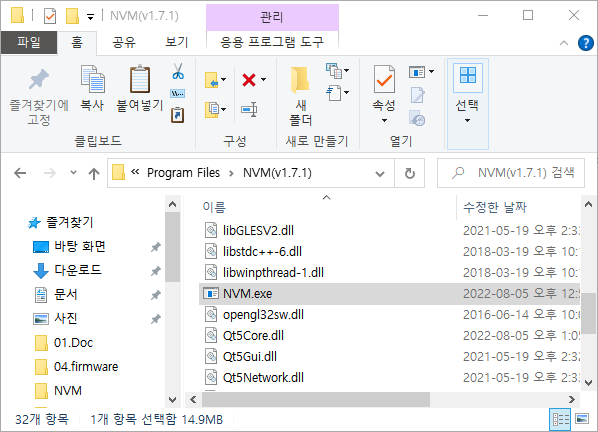 NVM(v1.7.1)
관리
파일
홈
공유
보기
응용 프로그램 도구
즐겨찾기에
고정
복사
붙여넣기
클립보드
구성
새
폴더
새로 만들기
속성
열기
선택
Program Files
NVM(v1.7.1)
NVM(v1.7.1) 검색
즐겨찾기
바탕 화면
다운로드
문서
사진
01.Doc
04.firmware
NVM
이름
수정한 날짜
libGLESV2.dll
2021-05-19 오후 2:3
libstdc++-6.dll
2018-03-19 오후 10:1
libwinpthread-1.dll
2018-03-19 오후 10:1
NVM.exe
2022-08-05 오후 12:
opengl32sw.dll
2016-06-14 오후 10:0
Qt5Core.dll
2022-08-05 오후 1:05
Qt5Gui.dll
2021-05-19 오후 2:32
Qt5Network.dll
2021-05-19 오후 2:3
32개 항목
1개 항목 선택함 14.9MB